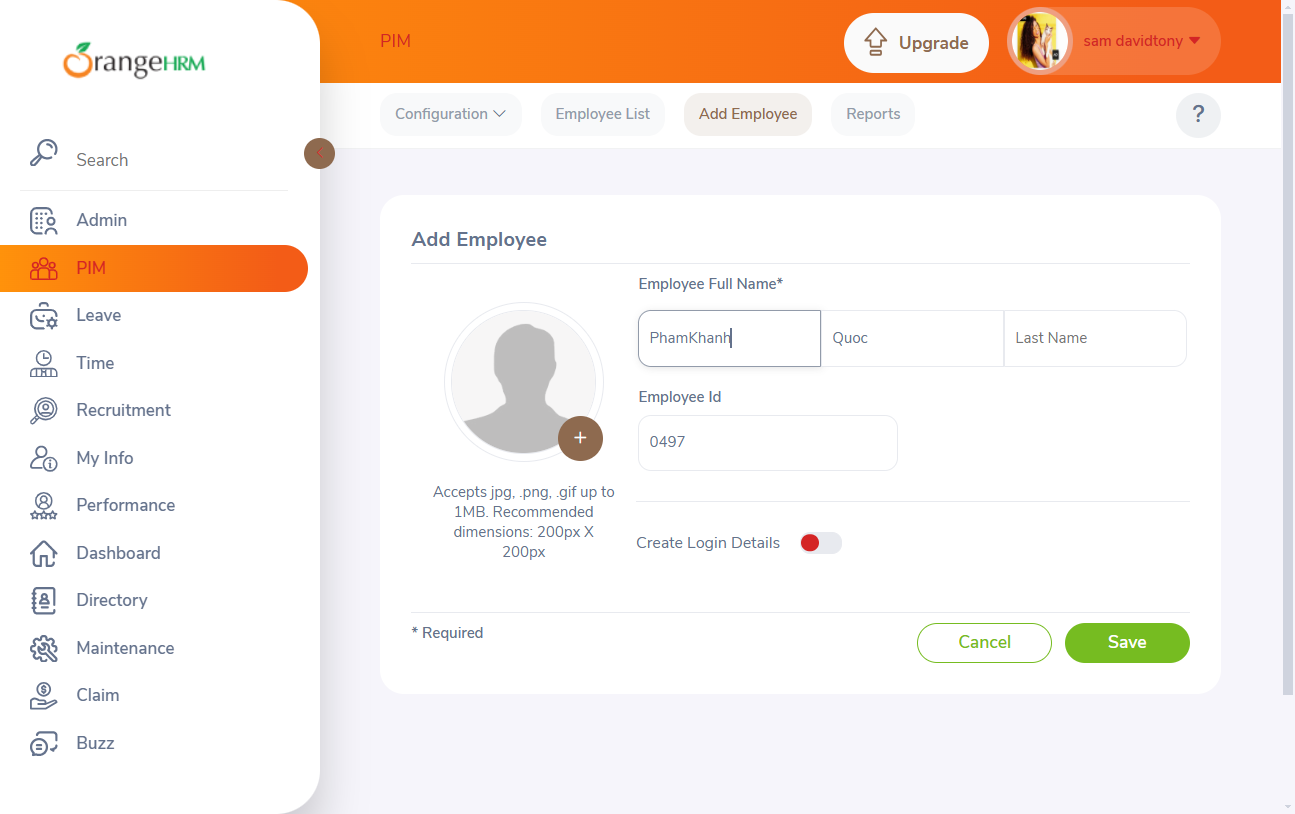 OrangeHRM
PIM
Upgrade
sam davidtony
Configuration
Employee List
Add Employee
Reports
?
Search
Admin
PIM
Leave
Time
Recruitment
My Info
Performance
Dashboard
Directory
Maintenance
Claim
Buzz
Add Employee
Employee Full Name*
PhamKhanh
Quoc
Last Name
Employee Id
0497
+
Accepts jpg, .png, .gif up to
1MB. Recommended
dimensions: 200px X
200px
Create Login Details
* Required
Cancel
Save